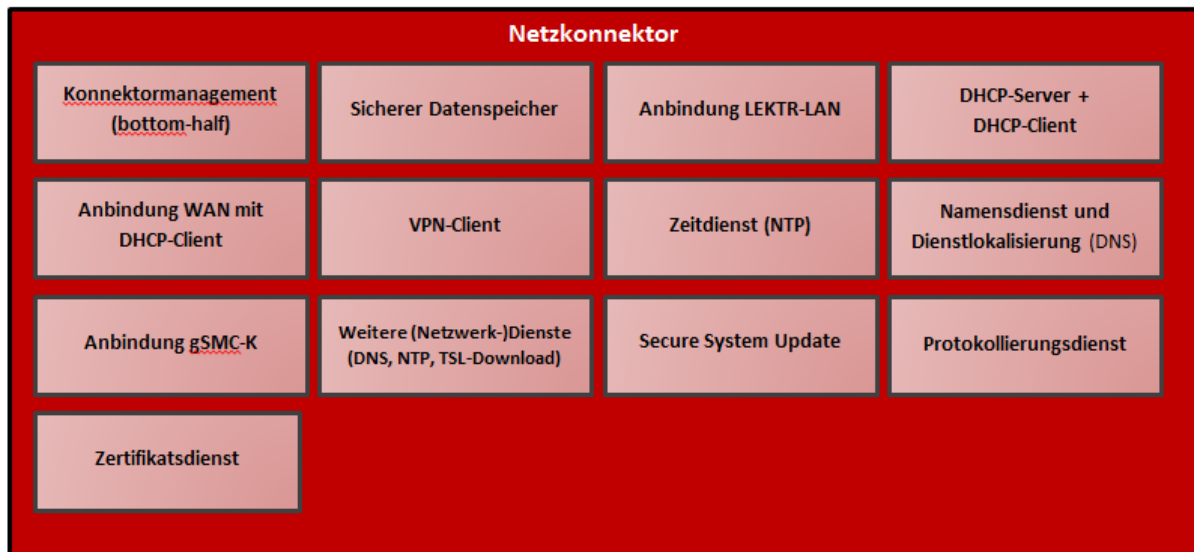 Netzkonnektor
Konnektormanagement
(bottom-half)
Sicherer Datenspeicher
Anbindung LEKTR-LAN
DHCP-Server +
DHCP-Client
Anbindung WAN mit
DHCP-Client
VPN-Client
Zeitdienst (NTP)
Namensdienst und
Dienstlokalisierung (DNS)
Anbindung gSMC-K
Weitere (Netzwerk-)Dienste
(DNS, NTP, TSL-Download)
Secure System Update
Protokollierungsdienst
Zertifikatsdienst